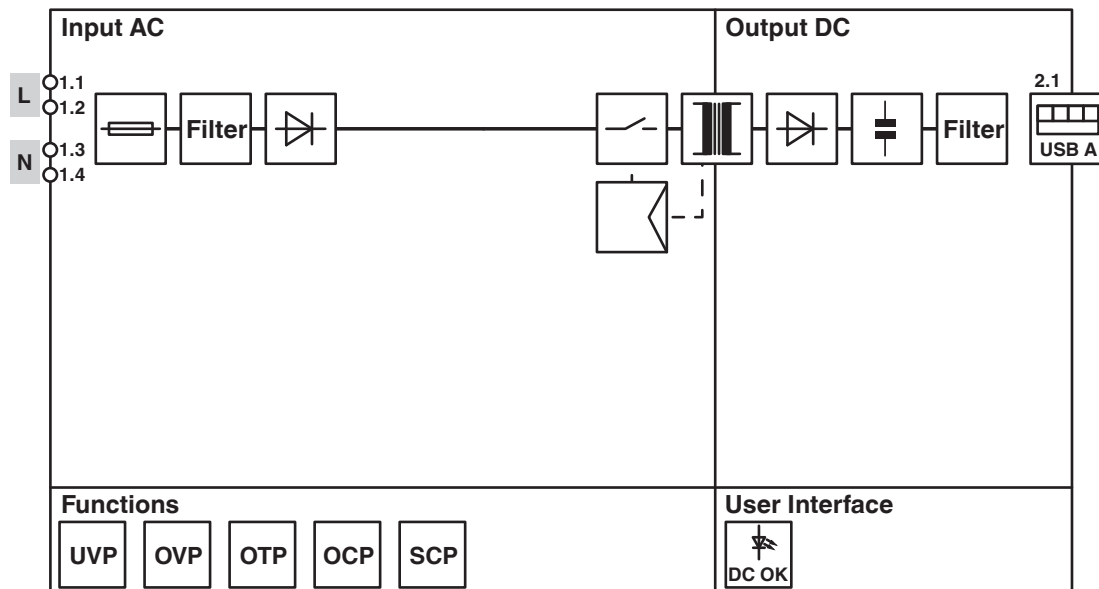 Input AC
Output DC
L
1.1
1.2
N
1.3
1.4
Filter
Filter
2.1
USB A
Functions
UVP
OVP
OTP
OCP
SCP
User Interface
DC OK